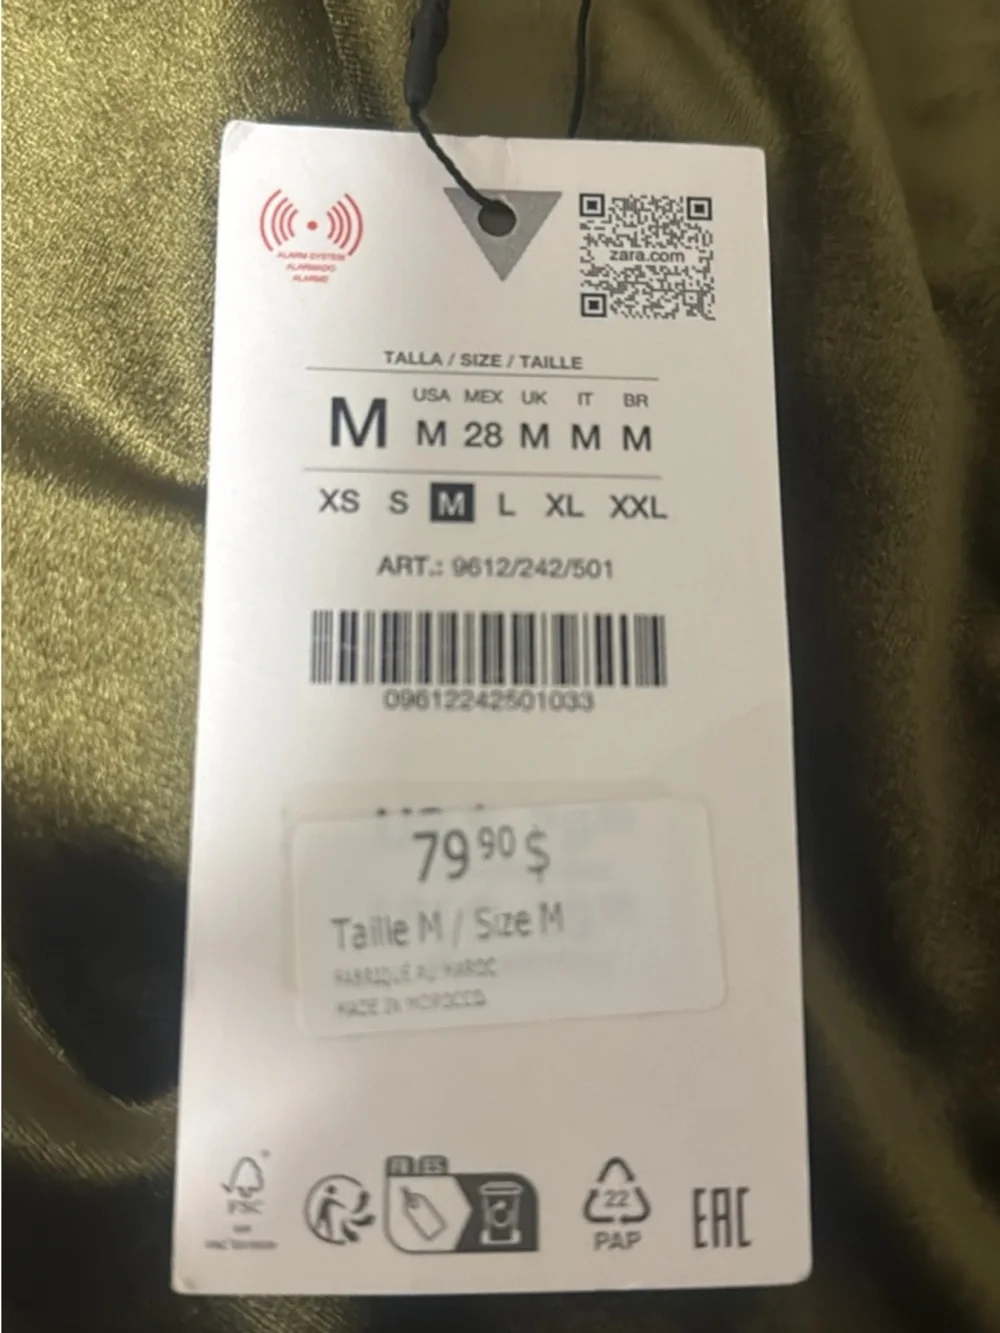 ALARM SYSTEM
ALARMADO
ALARME
zara.com
TALLA / SIZE / TAILLE
USA MEX UK IT BR
M M 28 M M M
XS S M L XL XXL
ART.: 9612/242/501
09612242501033
79 90 $
Taille M / Size M
FABRIQUÉ AU MAROC
MADE IN MOROCCO
22
PAP
EAC